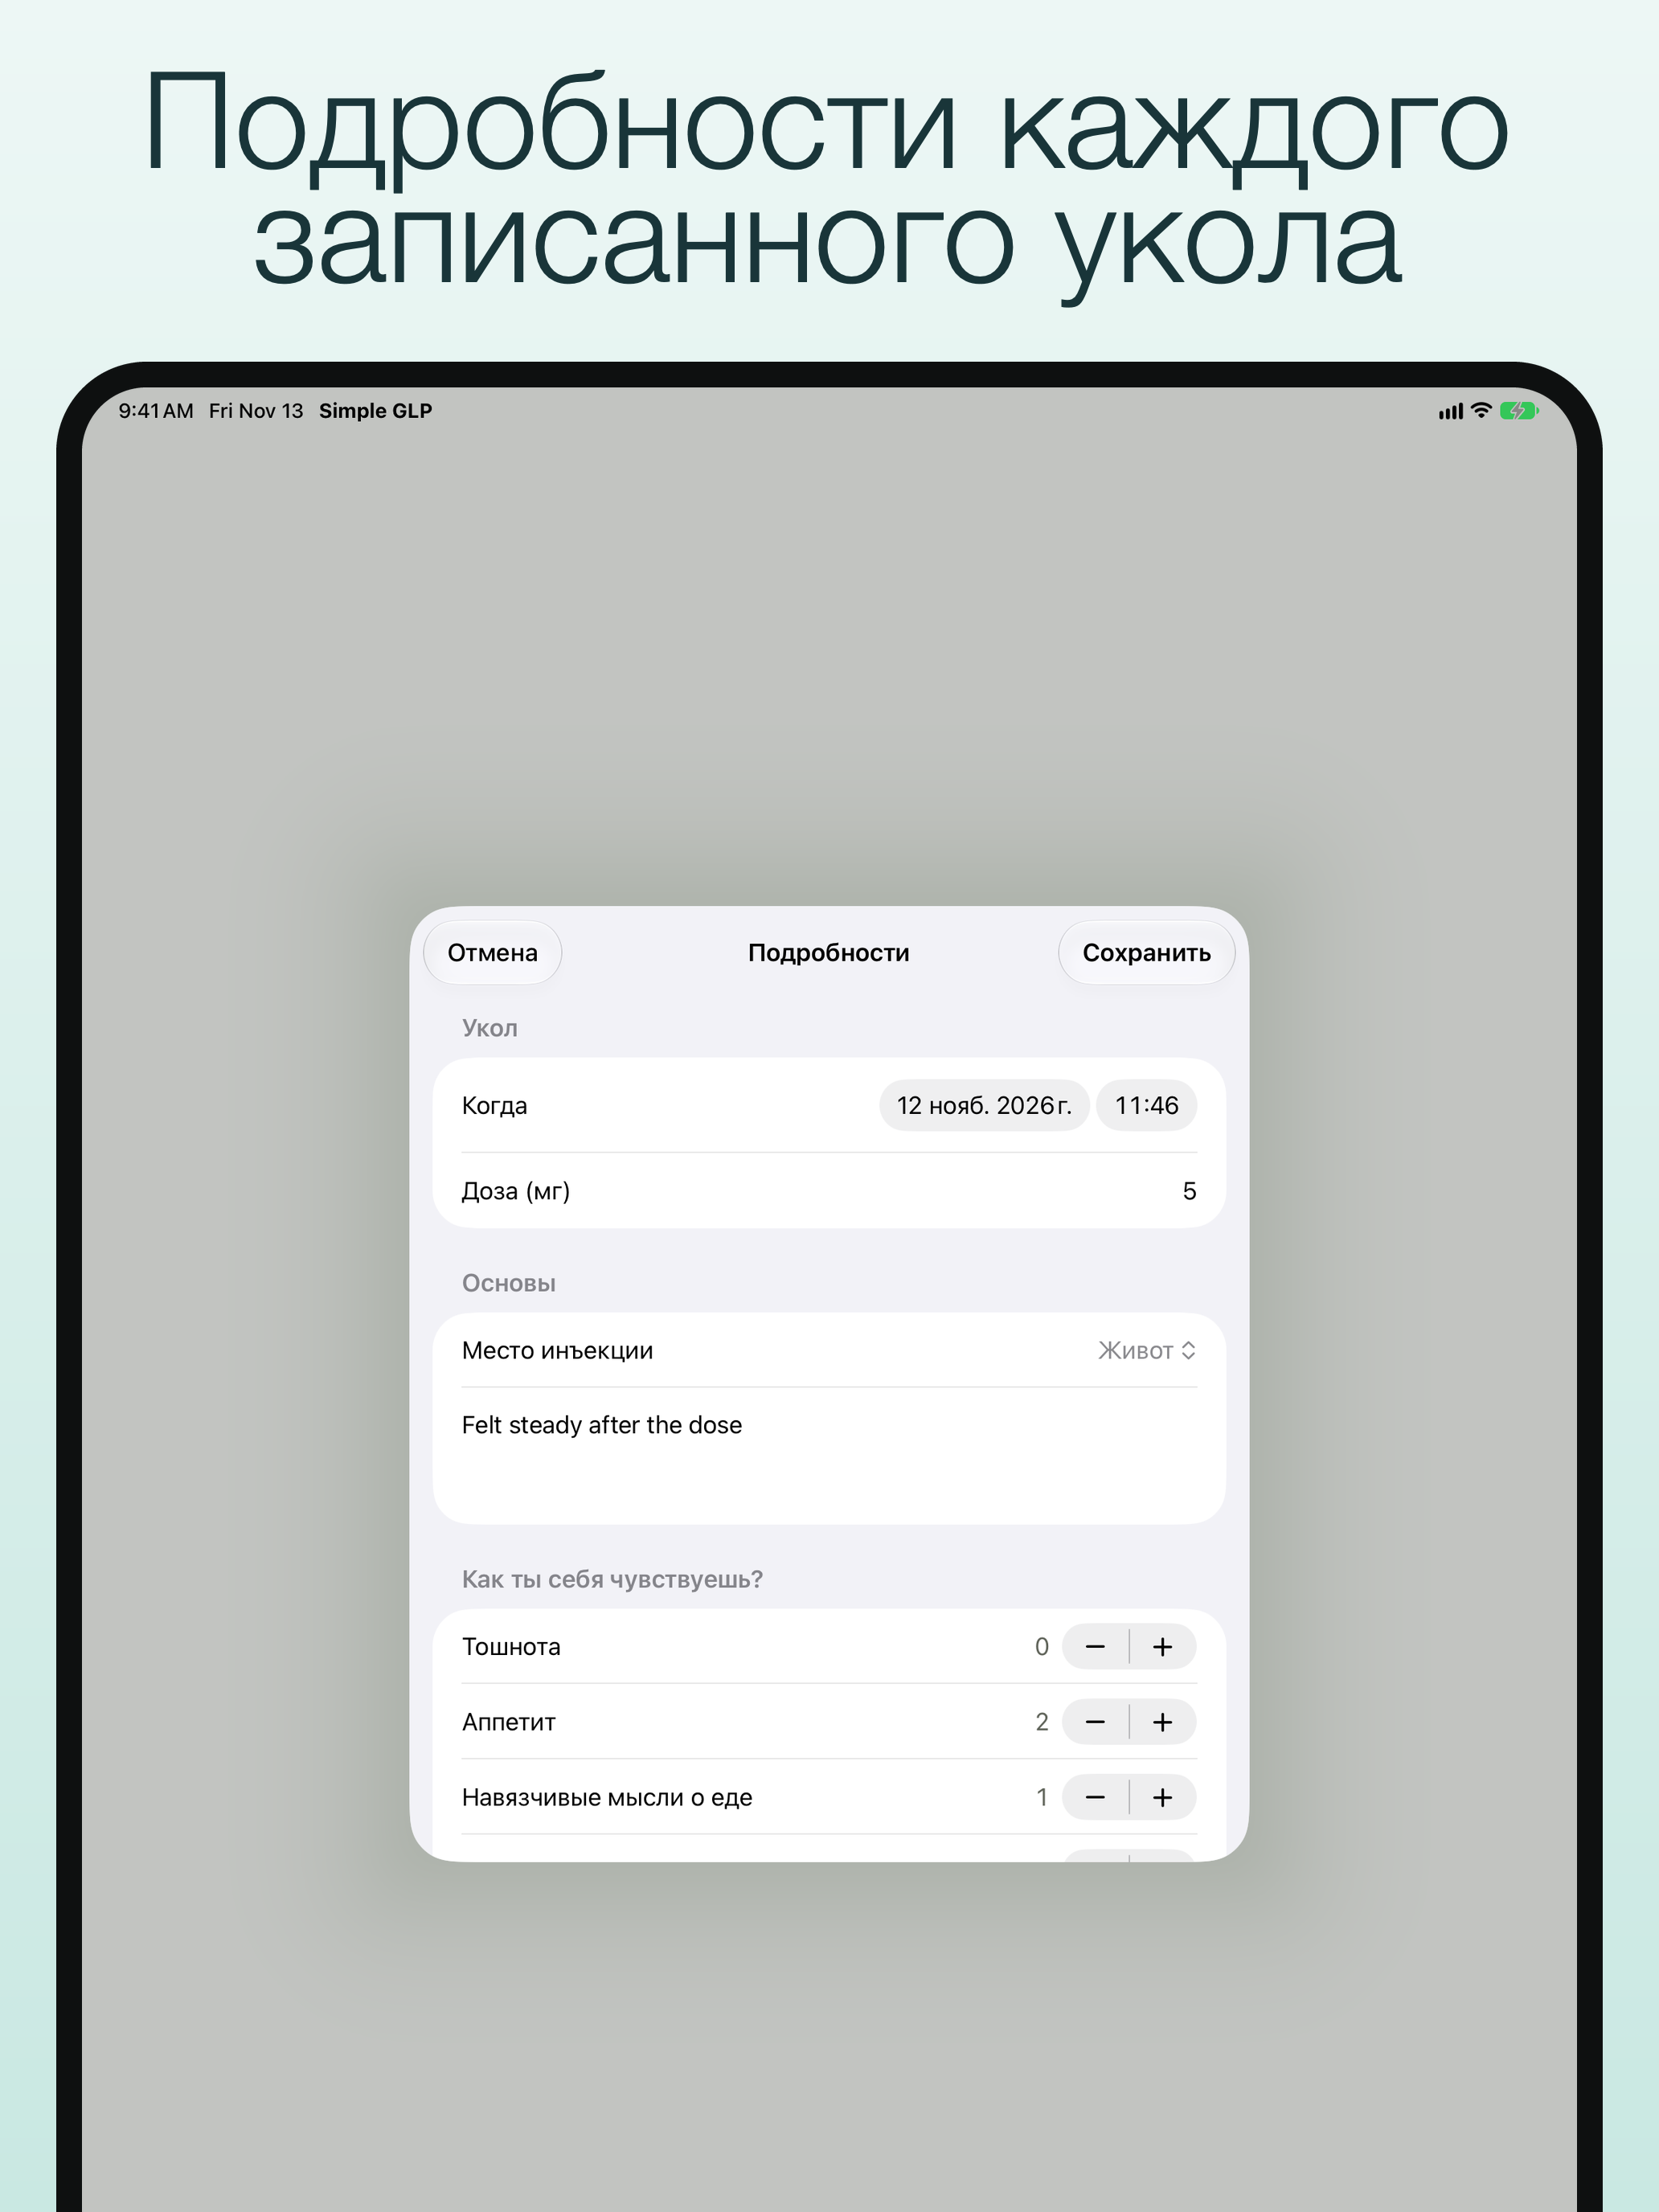 Подробности каждого
записанного укола
9:41 AM Fri Nov 13 Simple GLP
Отмена Подробности Сохранить
Укол
Когда 12 нояб. 2026 г. 11:46
Доза (мг) 5
Основы
Место инъекции Живот
Felt steady after the dose
Как ты себя чувствуешь?
Тошнота 0 − +
Аппетит 2 − +
Навязчивые мысли о еде 1 − +